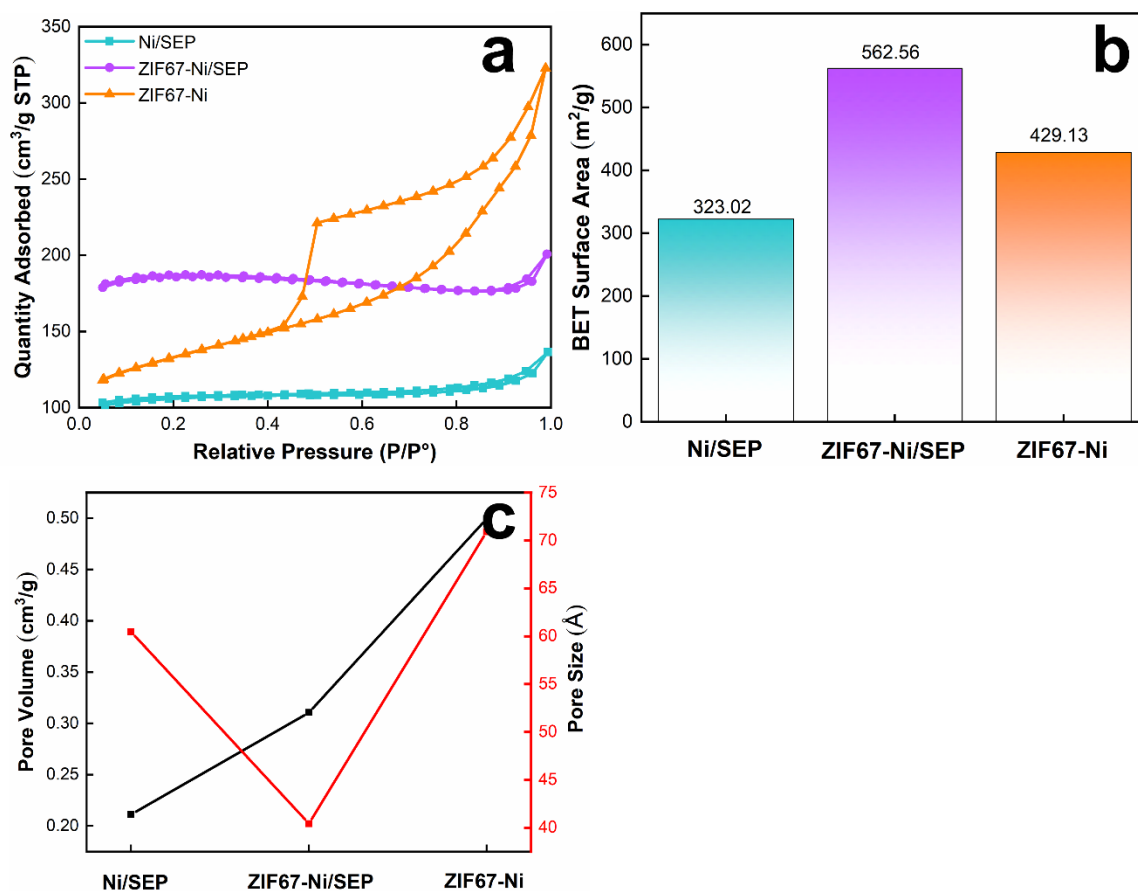 a
Ni/SEP
ZIF67-Ni/SEP
ZIF67-Ni
350
300
250
200
150
100
0.0
0.2
0.4
0.6
0.8
1.0
Quantity Adsorbed (cm³/g STP)
Relative Pressure (P/P°)
b
600
500
400
300
200
100
0
BET Surface Area (m²/g)
323.02
562.56
429.13
Ni/SEP
ZIF67-Ni/SEP
ZIF67-Ni
c
0.50
0.45
0.40
0.35
0.30
0.25
0.20
Pore Volume (cm³/g)
75
70
65
60
55
50
45
40
Pore Size (Å)
Ni/SEP
ZIF67-Ni/SEP
ZIF67-Ni